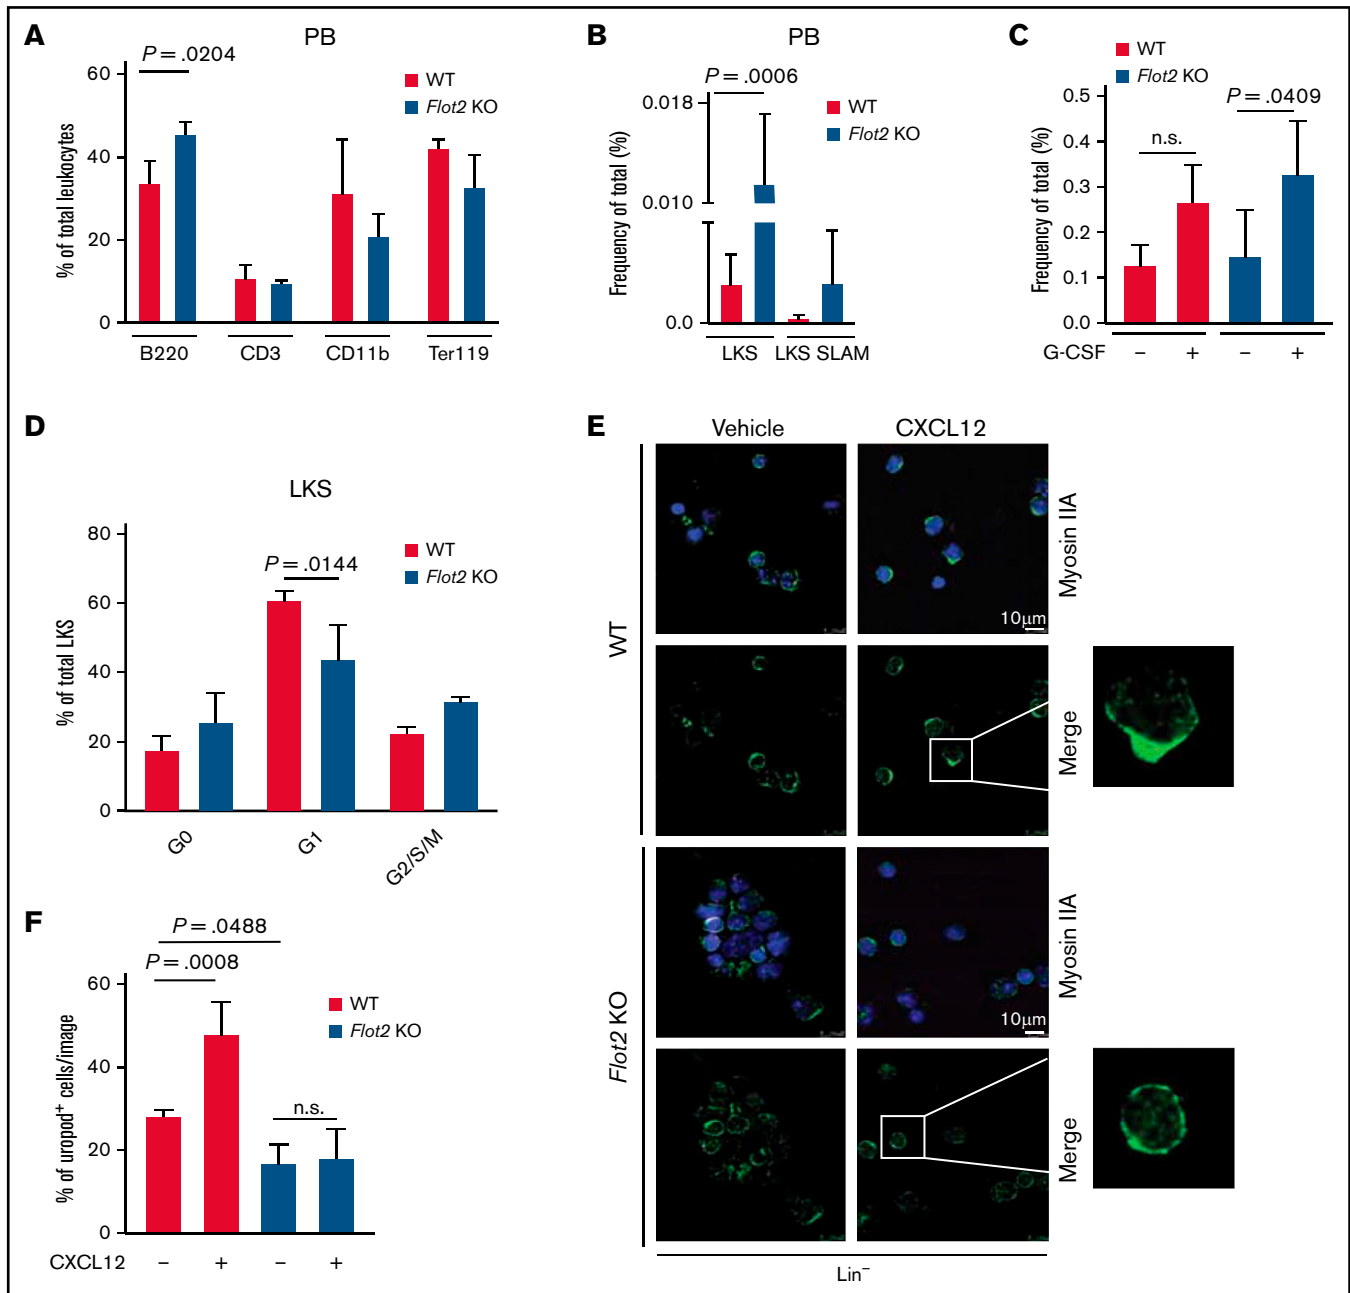 A
PB
P = .0204
WT
Flot2 KO
% of total leukocytes
60
40
20
0
B220
CD3
CD11b
Ter119
B
PB
P = .0006
WT
Flot2 KO
Frequency of total (%)
0.018
0.010
0.0
LKS
LKS SLAM
C
WT
Flot2 KO
Frequency of total (%)
0.5
0.4
0.3
0.2
0.1
0.0
n.s.
P = .0409
G-CSF – + – +
D
LKS
WT
Flot2 KO
P = .0144
% of total LKS
80
60
40
20
0
G0
G1
G2/S/M
E
Vehicle
CXCL12
WT
Myosin IIA
10μm
Merge
Flot2 KO
Myosin IIA
10μm
Merge
Lin–
F
P = .0488
P = .0008
WT
Flot2 KO
n.s.
% of uropod+ cells/image
60
40
20
0
CXCL12 – + – +